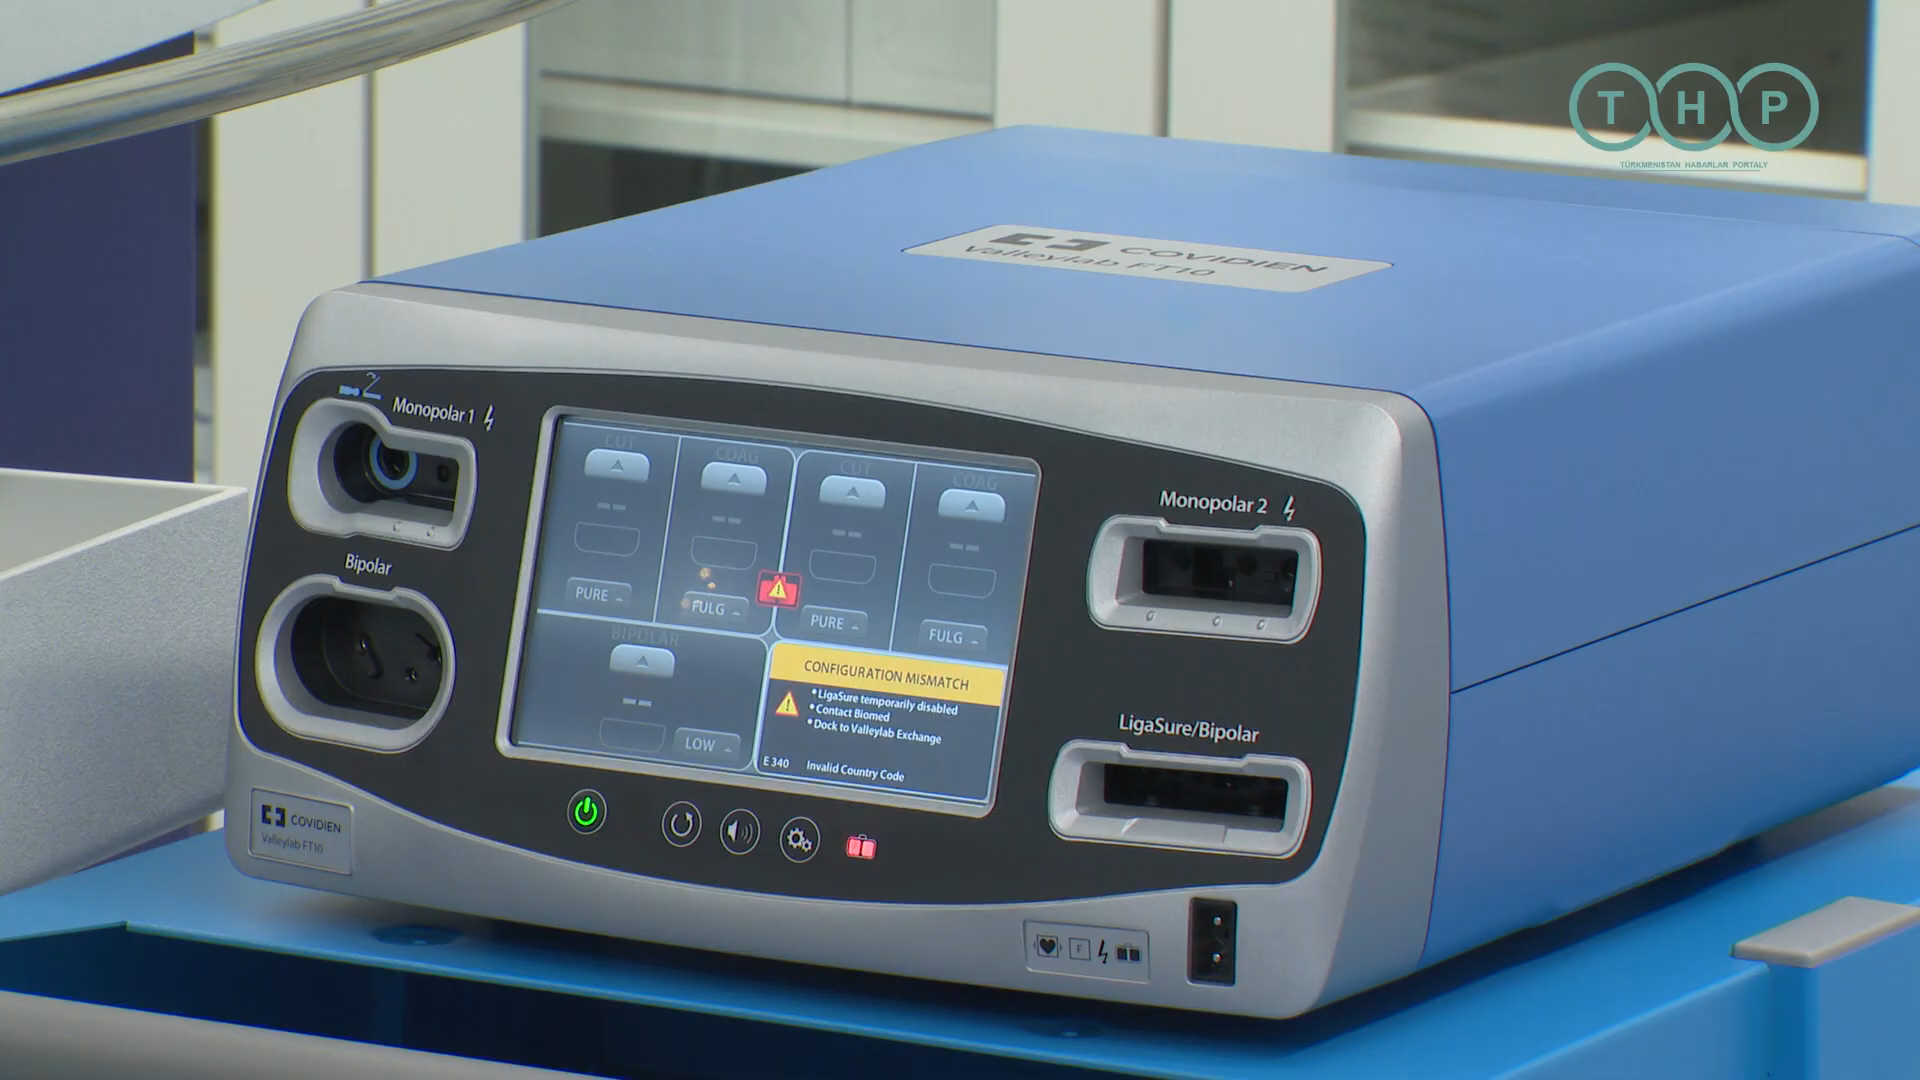 THP
TÜRKMENISTAN HABARLAR PORTALY
COVIDIEN
Valleylab FT10
Monopolar 1
Bipolar
CUT
COAG
CUT
COAG
PURE
FULG
PURE
FULG
BIPOLAR
LOW
CONFIGURATION MISMATCH
• LigaSure temporarily disabled
• Contact Biomed
• Dock to Valleylab Exchange
E 340 Invalid Country Code
Monopolar 2
LigaSure/Bipolar
COVIDIEN
Valleylab FT10
F